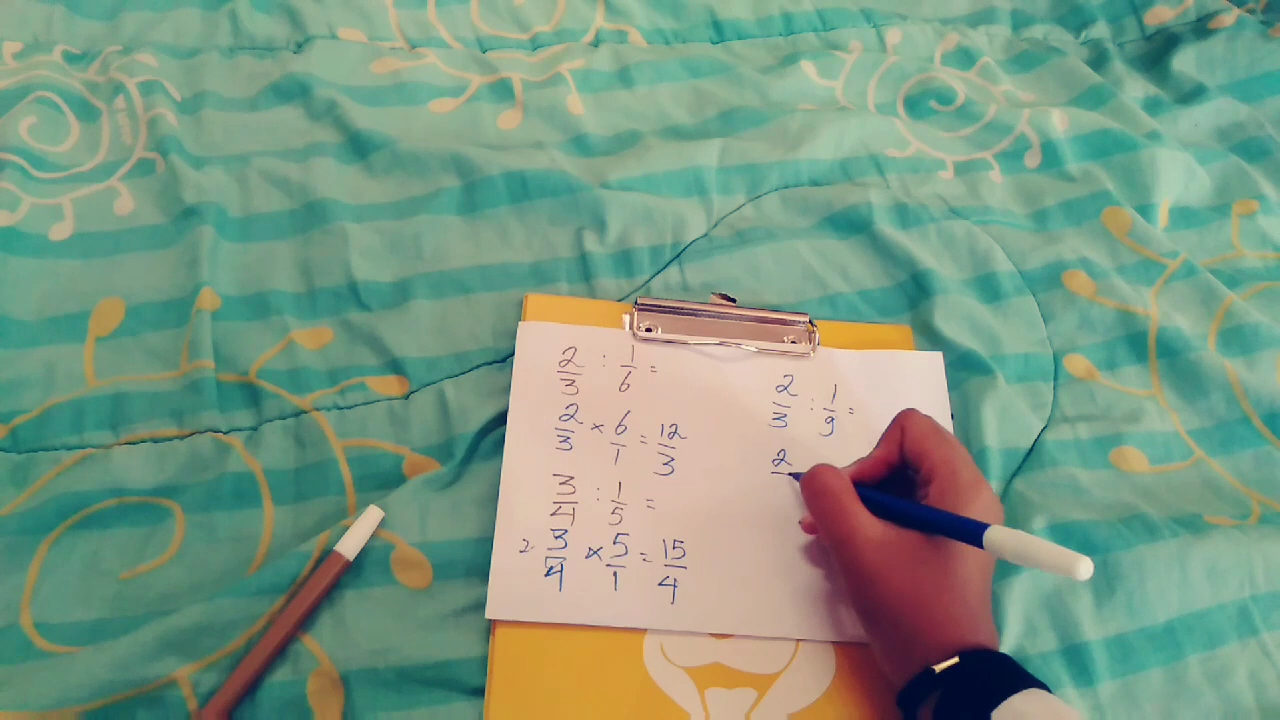 2/3 : 1/6 =
2/3 × 6/1 = 12/3
3/4 : 1/5 =
2- 3/4 × 5/1 = 15/4
2/3 : 1/9 =
2